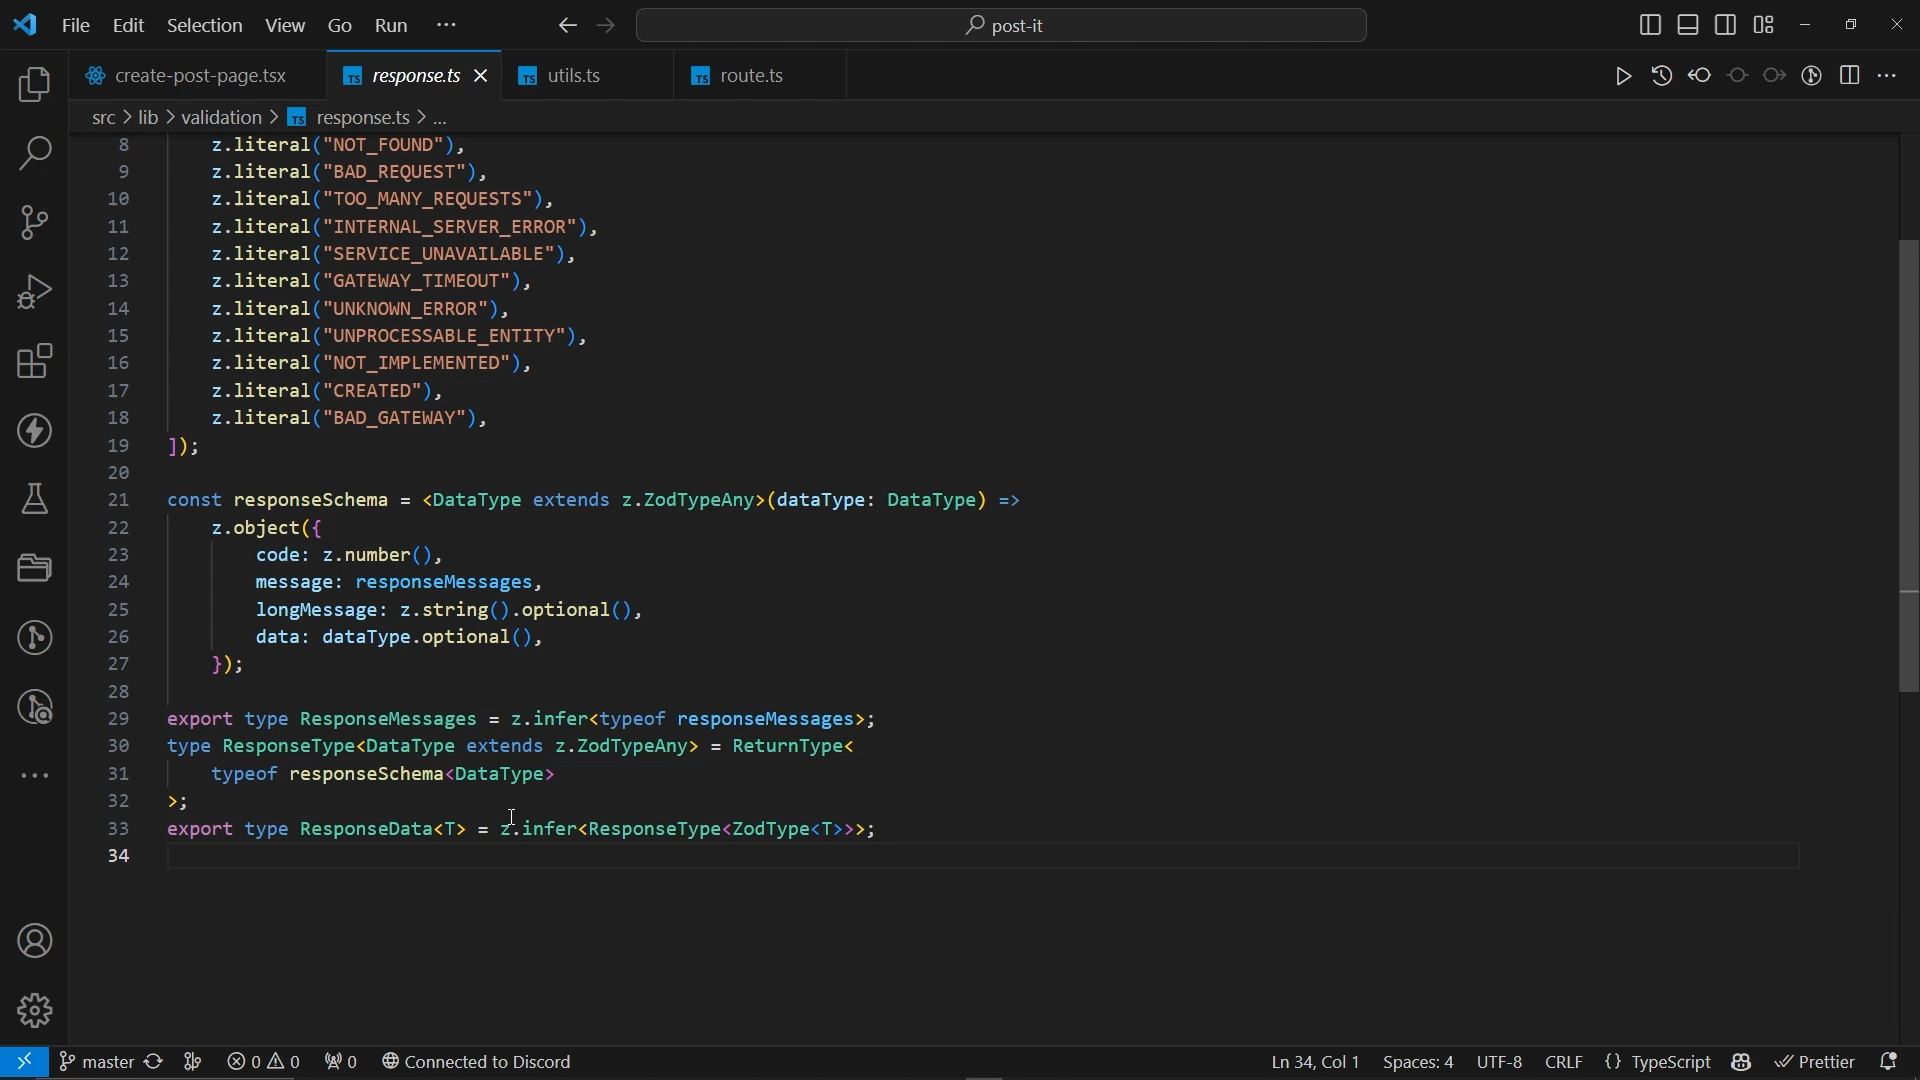 File Edit Selection View Go Run ··· post-it
create-post-page.tsx TS response.ts TS utils.ts TS route.ts
src > lib > validation > TS response.ts > ...
8 z.literal("NOT_FOUND"),
9 z.literal("BAD_REQUEST"),
10 z.literal("TOO_MANY_REQUESTS"),
11 z.literal("INTERNAL_SERVER_ERROR"),
12 z.literal("SERVICE_UNAVAILABLE"),
13 z.literal("GATEWAY_TIMEOUT"),
14 z.literal("UNKNOWN_ERROR"),
15 z.literal("UNPROCESSABLE_ENTITY"),
16 z.literal("NOT_IMPLEMENTED"),
17 z.literal("CREATED"),
18 z.literal("BAD_GATEWAY"),
19 ]);
20
21 const responseSchema = <DataType extends z.ZodTypeAny>(dataType: DataType) =>
22 z.object({
23 code: z.number(),
24 message: responseMessages,
25 longMessage: z.string().optional(),
26 data: dataType.optional(),
27 });
28
29 export type ResponseMessages = z.infer<typeof responseMessages>;
30 type ResponseType<DataType extends z.ZodTypeAny> = ReturnType<
31 typeof responseSchema<DataType>
32 >;
33 export type ResponseData<T> = z.infer<ResponseType<ZodType<T>>>;
34
master 0 0 0 Connected to Discord Ln 34, Col 1 Spaces: 4 UTF-8 CRLF {} TypeScript Prettier